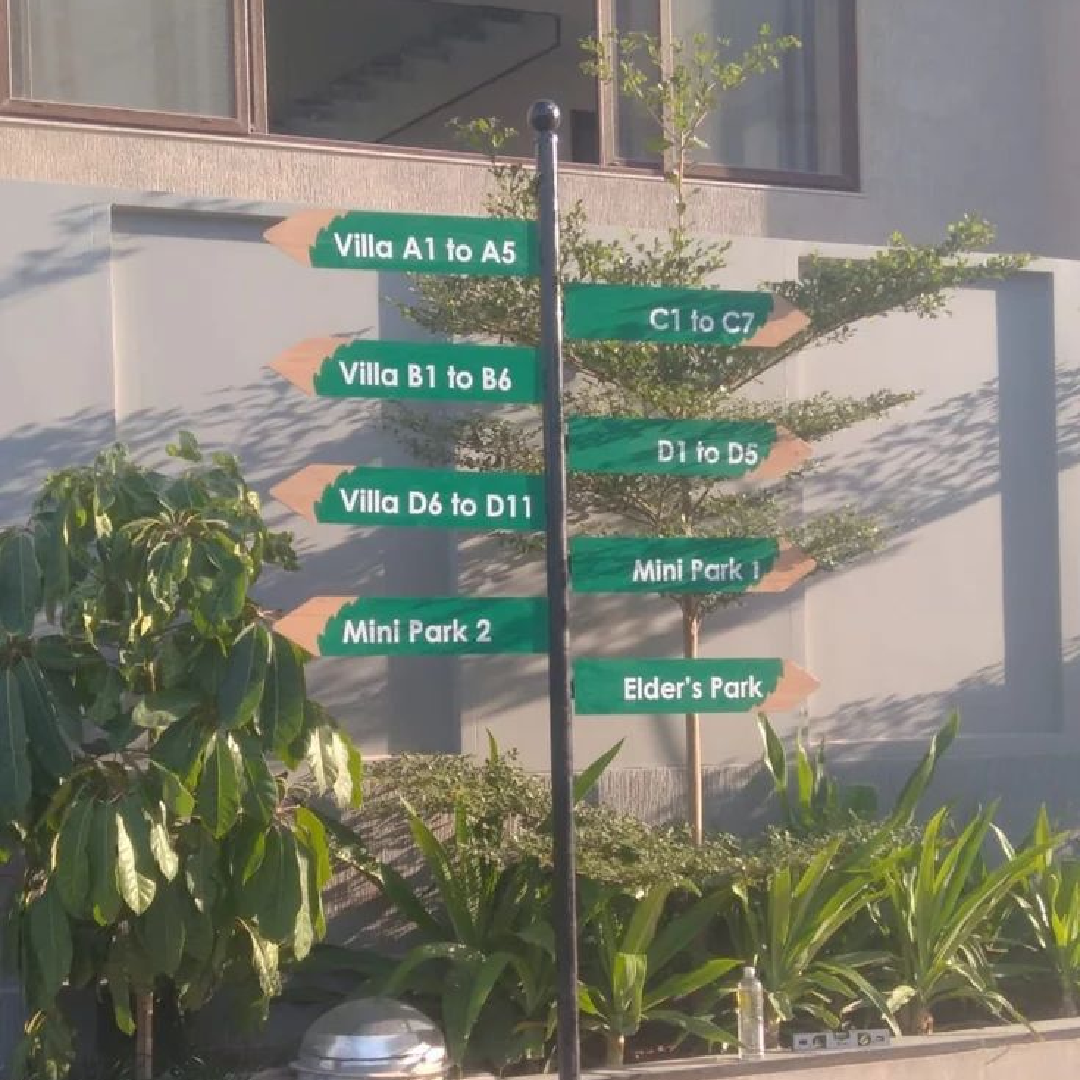 Villa A1 to A5
C1 to C7
Villa B1 to B6
D1 to D5
Villa D6 to D11
Mini Park 1
Mini Park 2
Elder's Park